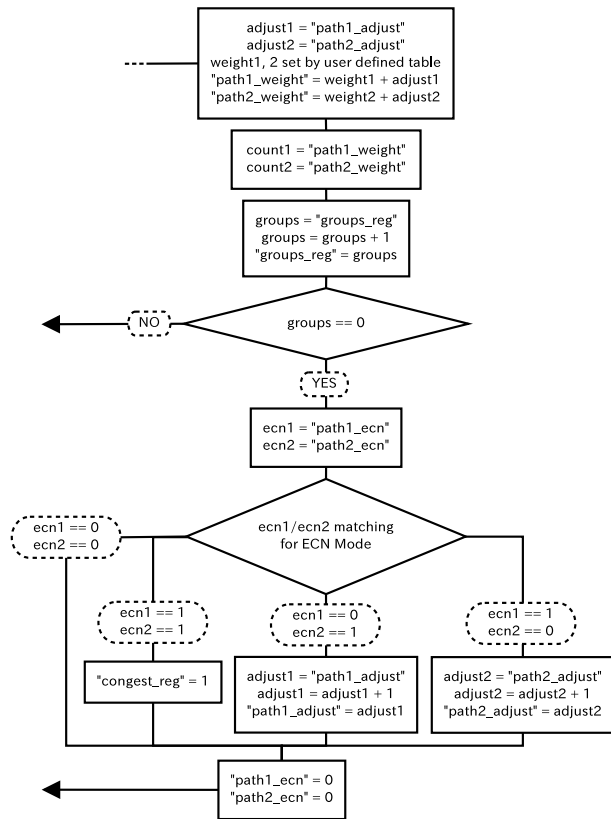 adjust1 = "path1_adjust"
adjust2 = "path2_adjust"
weight1, 2 set by user defined table
"path1_weight" = weight1 + adjust1
"path2_weight" = weight2 + adjust2
count1 = "path1_weight"
count2 = "path2_weight"
groups = "groups_reg"
groups = groups + 1
"groups_reg" = groups
NO
groups == 0
YES
ecn1 = "path1_ecn"
ecn2 = "path2_ecn"
ecn1/ecn2 matching
for ECN Mode
ecn1 == 0
ecn2 == 0
ecn1 == 1
ecn2 == 1
ecn1 == 0
ecn2 == 1
ecn1 == 1
ecn2 == 0
"congest_reg" = 1
adjust1 = "path1_adjust"
adjust1 = adjust1 + 1
"path1_adjust" = adjust1
adjust2 = "path2_adjust"
adjust2 = adjust2 + 1
"path2_adjust" = adjust2
"path1_ecn" = 0
"path2_ecn" = 0